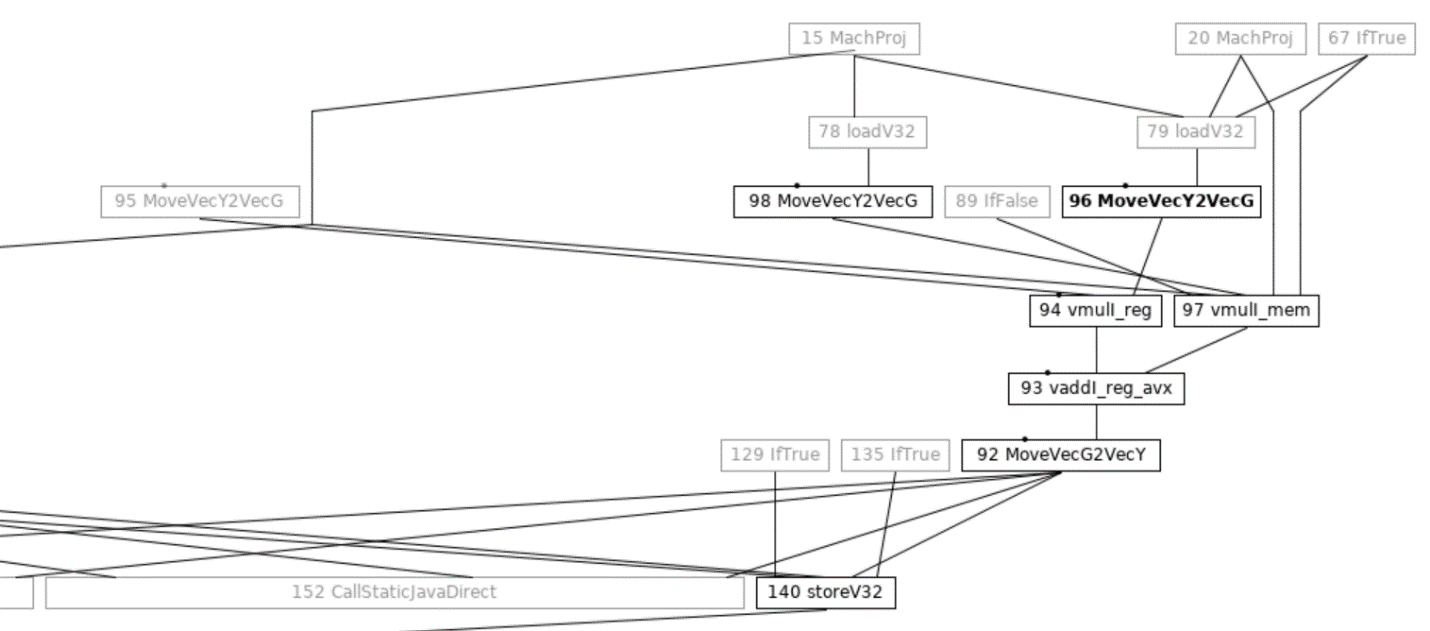 15 MachProj
20 MachProj
67 IfTrue
78 loadV32
79 loadV32
95 MoveVecY2VecG
98 MoveVecY2VecG
89 IfFalse
96 MoveVecY2VecG
94 vmulI_reg
97 vmulI_mem
93 vaddI_reg_avx
129 IfTrue
135 IfTrue
92 MoveVecG2VecY
152 CallStaticJavaDirect
140 storeV32